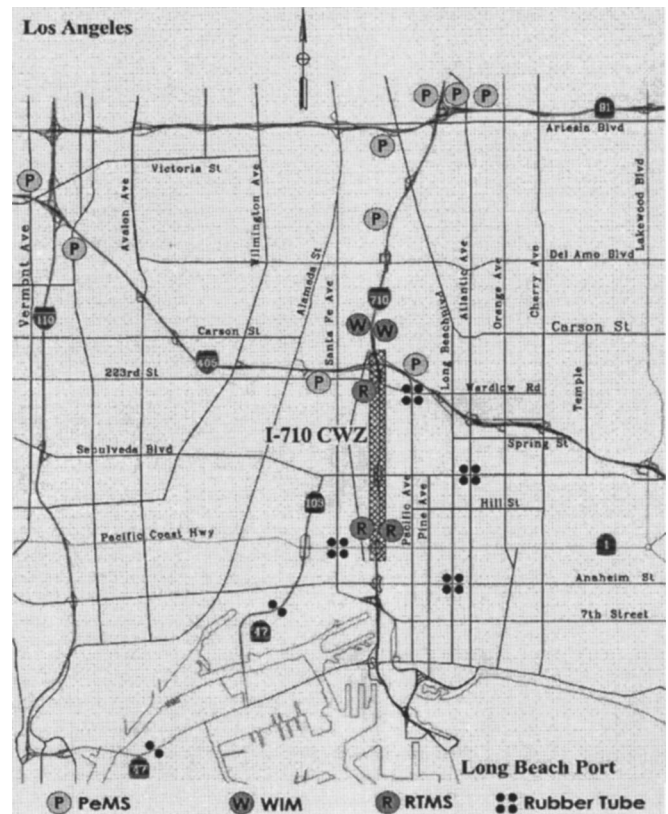 Los Angeles
P P P
91
Artesia Blvd
P
Victoria St
P
P
P
Vermont Ave
Avalon Ave
Wilmington Ave
Alameda St
Santa Fe Ave
Long Beach Blvd
Atlantic Ave
Orange Ave
Cherry Ave
Lakewood Blvd
Del Amo Blvd
710
110
W W
Carson St
Carson St
405
223rd St
P
P
R
Wardlow Rd
Temple
I-710 CWZ
Spring St
Sepulveda Blvd
103
Pacific Ave
Pine Ave
Hill St
Pacific Coast Hwy
R R
1
Anaheim St
47
7th Street
47
Long Beach Port
P PeMS W WIM R RTMS Rubber Tube